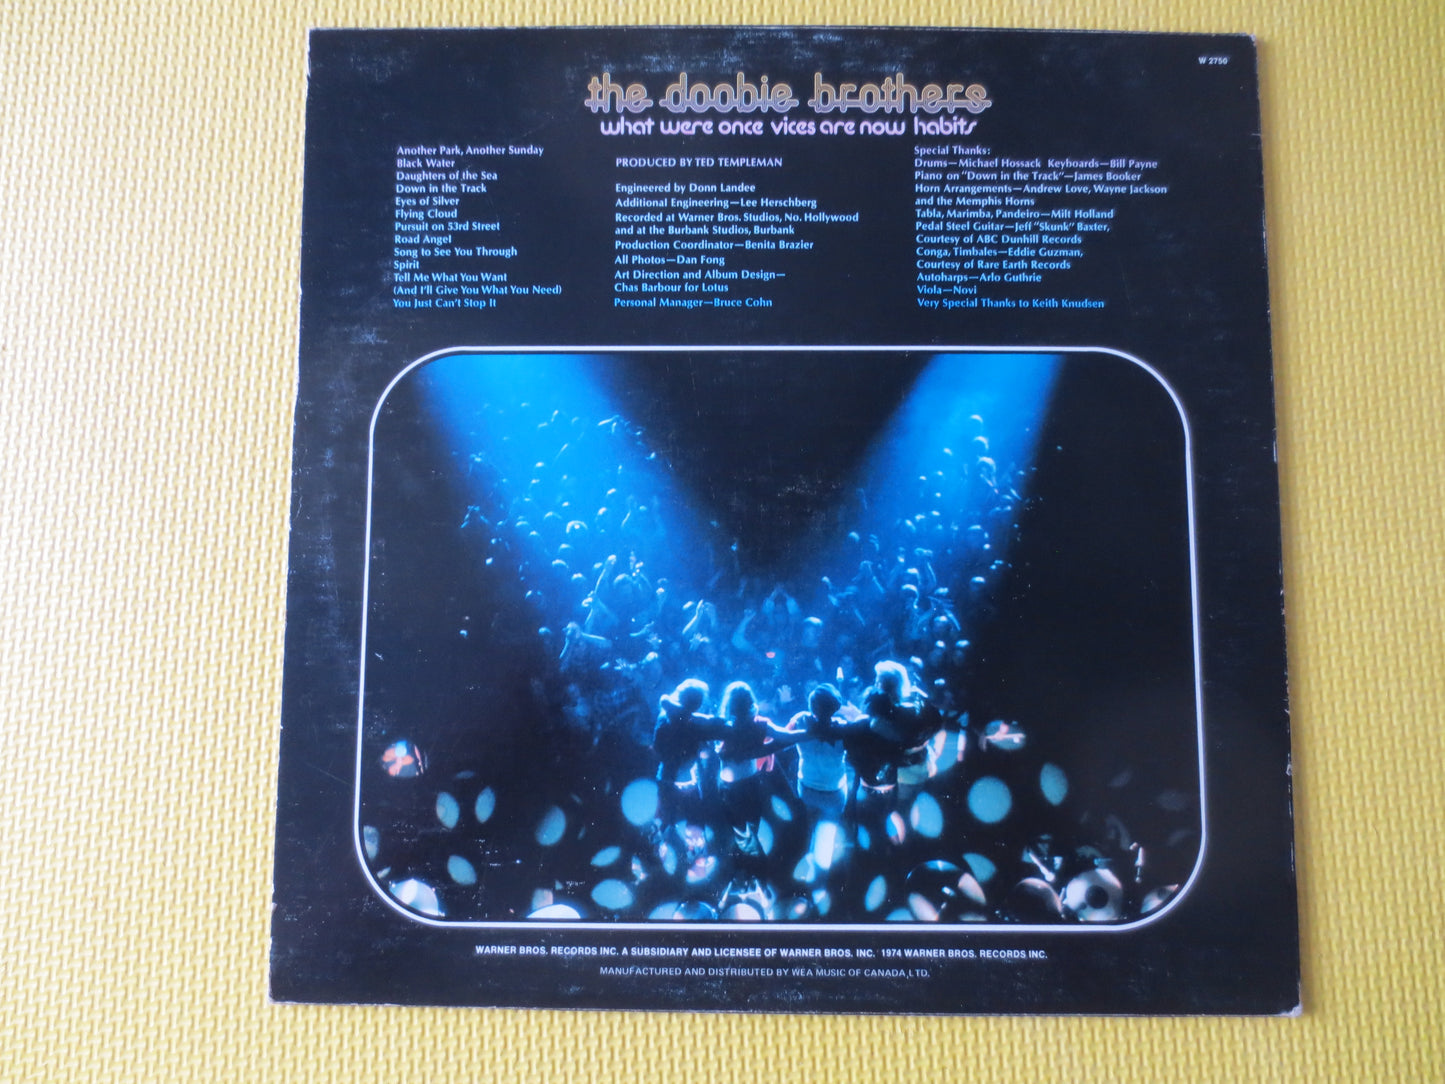 W 2750
the doobie brothers
what were once vices are now habits
Another Park, Another Sunday
Black Water
Daughters of the Sea
Down in the Track
Eyes of Silver
Flying Cloud
Pursuit on 53rd Street
Road Angel
Song to See You Through
Spirit
Tell Me What You Want
(And I'll Give You What You Need)
You Just Can't Stop It
PRODUCED BY TED TEMPLEMAN
Engineered by Donn Landee
Additional Engineering—Lee Herschberg
Recorded at Warner Bros. Studios, No. Hollywood
and at the Burbank Studios, Burbank
Production Coordinator—Benita Brazier
All Photos—Dan Fong
Art Direction and Album Design—
Chas Barbour for Lotus
Personal Manager—Bruce Cohn
Special Thanks:
Drums—Michael Hossack Keyboards—Bill Payne
Piano on "Down in the Track"—James Booker
Horn Arrangements—Andrew Love, Wayne Jackson
and the Memphis Horns
Tabla, Marimba, Pandeiro—Milt Holland
Pedal Steel Guitar—Jeff "Skunk" Baxter,
Courtesy of ABC Dunhill Records
Conga, Timbales—Eddie Guzman,
Courtesy of Rare Earth Records
Autoharps—Arlo Guthrie
Viola—Novi
Very Special Thanks to Keith Knudsen
WARNER BROS. RECORDS INC. A SUBSIDIARY AND LICENSEE OF WARNER BROS. INC. 1974 WARNER BROS. RECORDS INC.
MANUFACTURED AND DISTRIBUTED BY WEA MUSIC OF CANADA, LTD.